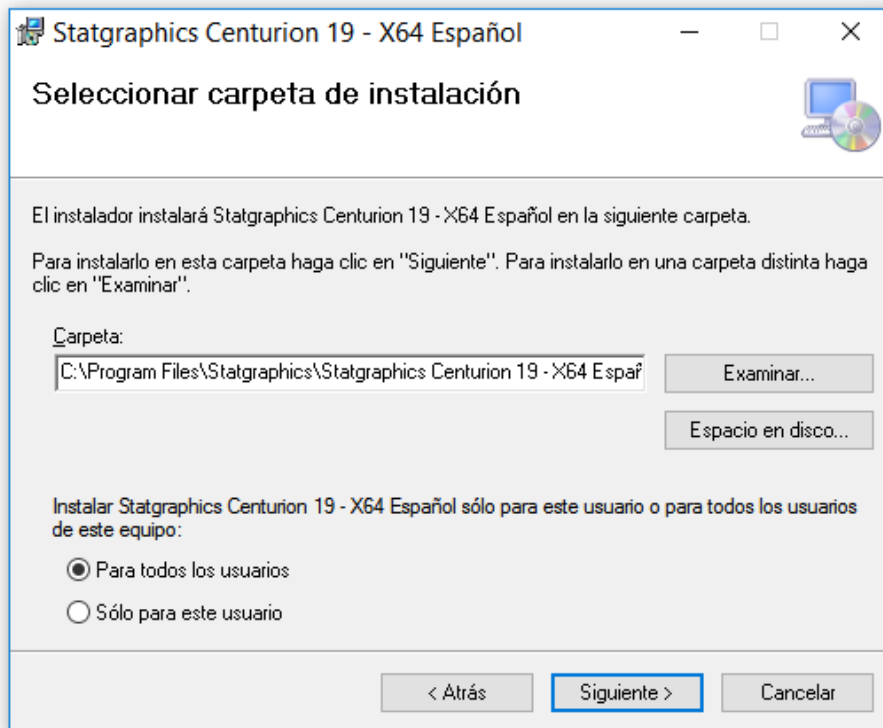 Statgraphics Centurion 19 - X64 Español
Seleccionar carpeta de instalación
El instalador instalará Statgraphics Centurion 19 - X64 Español en la siguiente carpeta.
Para instalarlo en esta carpeta haga clic en "Siguiente". Para instalarlo en una carpeta distinta haga
clic en "Examinar".
Carpeta:
C:\Program Files\Statgraphics\Statgraphics Centurion 19 - X64 Españ
Examinar...
Espacio en disco...
Instalar Statgraphics Centurion 19 - X64 Español sólo para este usuario o para todos los usuarios
de este equipo:
Para todos los usuarios
Sólo para este usuario
< Atrás
Siguiente >
Cancelar